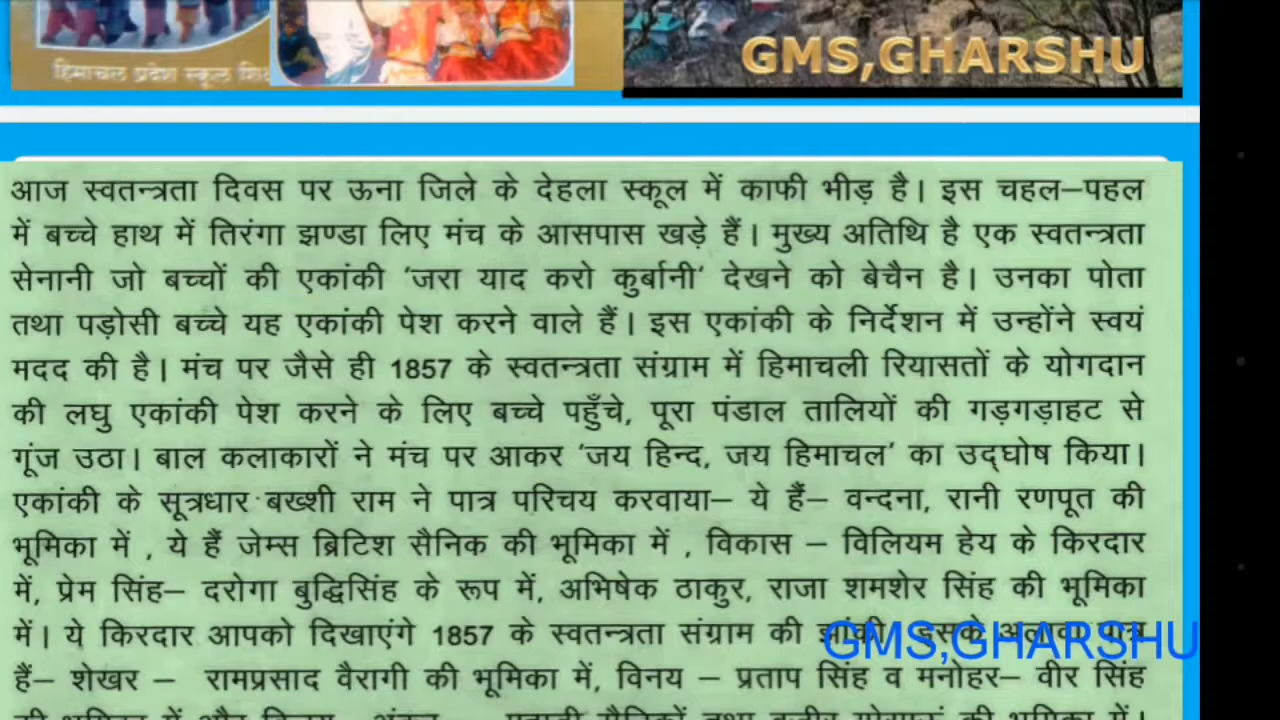 हिमाचल प्रदेश स्कूल
GMS,GHARSHU
आज स्वतन्त्रता दिवस पर ऊना जिले के देहला स्कूल में काफी भीड़ है। इस चहल–पहल
में बच्चे हाथ में तिरंगा झण्डा लिए मंच के आसपास खड़े हैं। मुख्य अतिथि है एक स्वतन्त्रता
सेनानी जो बच्चों की एकांकी ‘जरा याद करो कुर्बानी’ देखने को बेचैन है। उनका पोता
तथा पड़ोसी बच्चे यह एकांकी पेश करने वाले हैं। इस एकांकी के निर्देशन में उन्होंने स्वयं
मदद की है। मंच पर जैसे ही 1857 के स्वतन्त्रता संग्राम में हिमाचली रियासतों के योगदान
की लघु एकांकी पेश करने के लिए बच्चे पहुँचे, पूरा पंडाल तालियों की गड़गड़ाहट से
गूंज उठा। बाल कलाकारों ने मंच पर आकर ‘जय हिन्द, जय हिमाचल’ का उद्घोष किया।
एकांकी के सूत्रधार बख्शी राम ने पात्र परिचय करवाया– ये हैं– वन्दना, रानी रणपूत की
भूमिका में , ये हैं जेम्स ब्रिटिश सैनिक की भूमिका में , विकास – विलियम हेय के किरदार
में, प्रेम सिंह– दरोगा बुद्धिसिंह के रूप में, अभिषेक ठाकुर, राजा शमशेर सिंह की भूमिका
में। ये किरदार आपको दिखाएंगे 1857 के स्वतन्त्रता संग्राम की झांकी इसके अलावा पात्र
GMS,GHARSHU
हैं– शेखर – रामप्रसाद वैरागी की भूमिका में, विनय – प्रताप सिंह व मनोहर– वीर सिंह